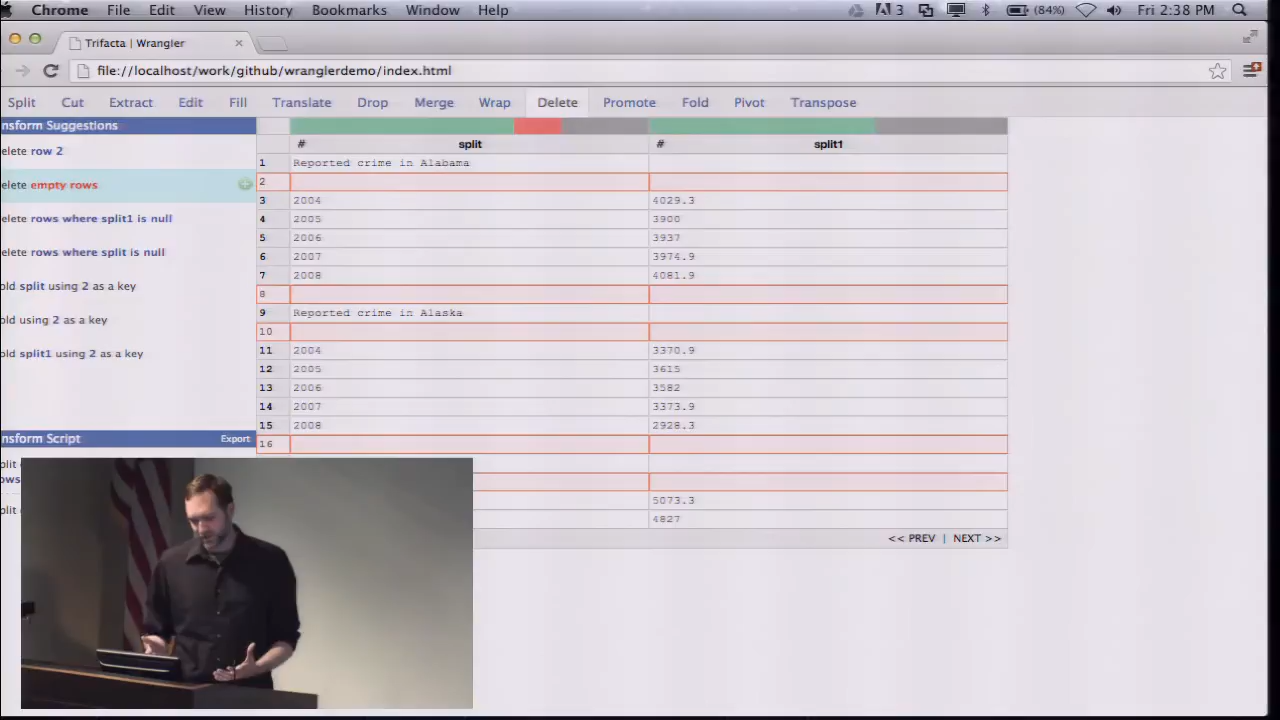 Chrome File Edit View History Bookmarks Window Help 3 (84%) Fri 2:38 PM
Trifacta | Wrangler ×
file://localhost/work/github/wranglerdemo/index.html
Split Cut Extract Edit Fill Translate Drop Merge Wrap Delete Promote Fold Pivot Transpose
nsform Suggestions
elete row 2
elete empty rows
elete rows where split1 is null
elete rows where split is null
old split using 2 as a key
old using 2 as a key
old split1 using 2 as a key
nsform Script Export
plit
ows
plit
# split # split1
1 Reported crime in Alabama
2
3 2004 4029.3
4 2005 3900
5 2006 3937
6 2007 3974.9
7 2008 4081.9
8
9 Reported crime in Alaska
10
11 2004 3370.9
12 2005 3615
13 2006 3582
14 2007 3373.9
15 2008 2928.3
16
5073.3
4827
<< PREV | NEXT >>